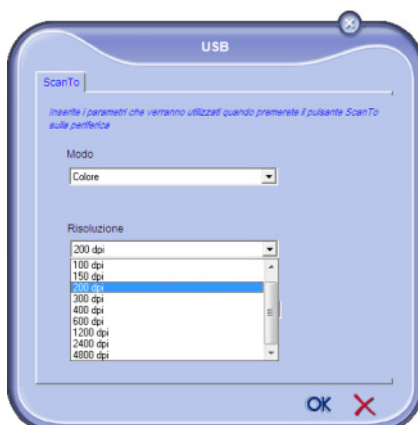 USB
ScanTo
Inserite i parametri che verranno utilizzati quando premerete il pulsante ScanTo
sulla periferica
Modo
Colore
Risoluzione
200 dpi
100 dpi
150 dpi
200 dpi
300 dpi
400 dpi
600 dpi
1200 dpi
2400 dpi
4800 dpi
OK